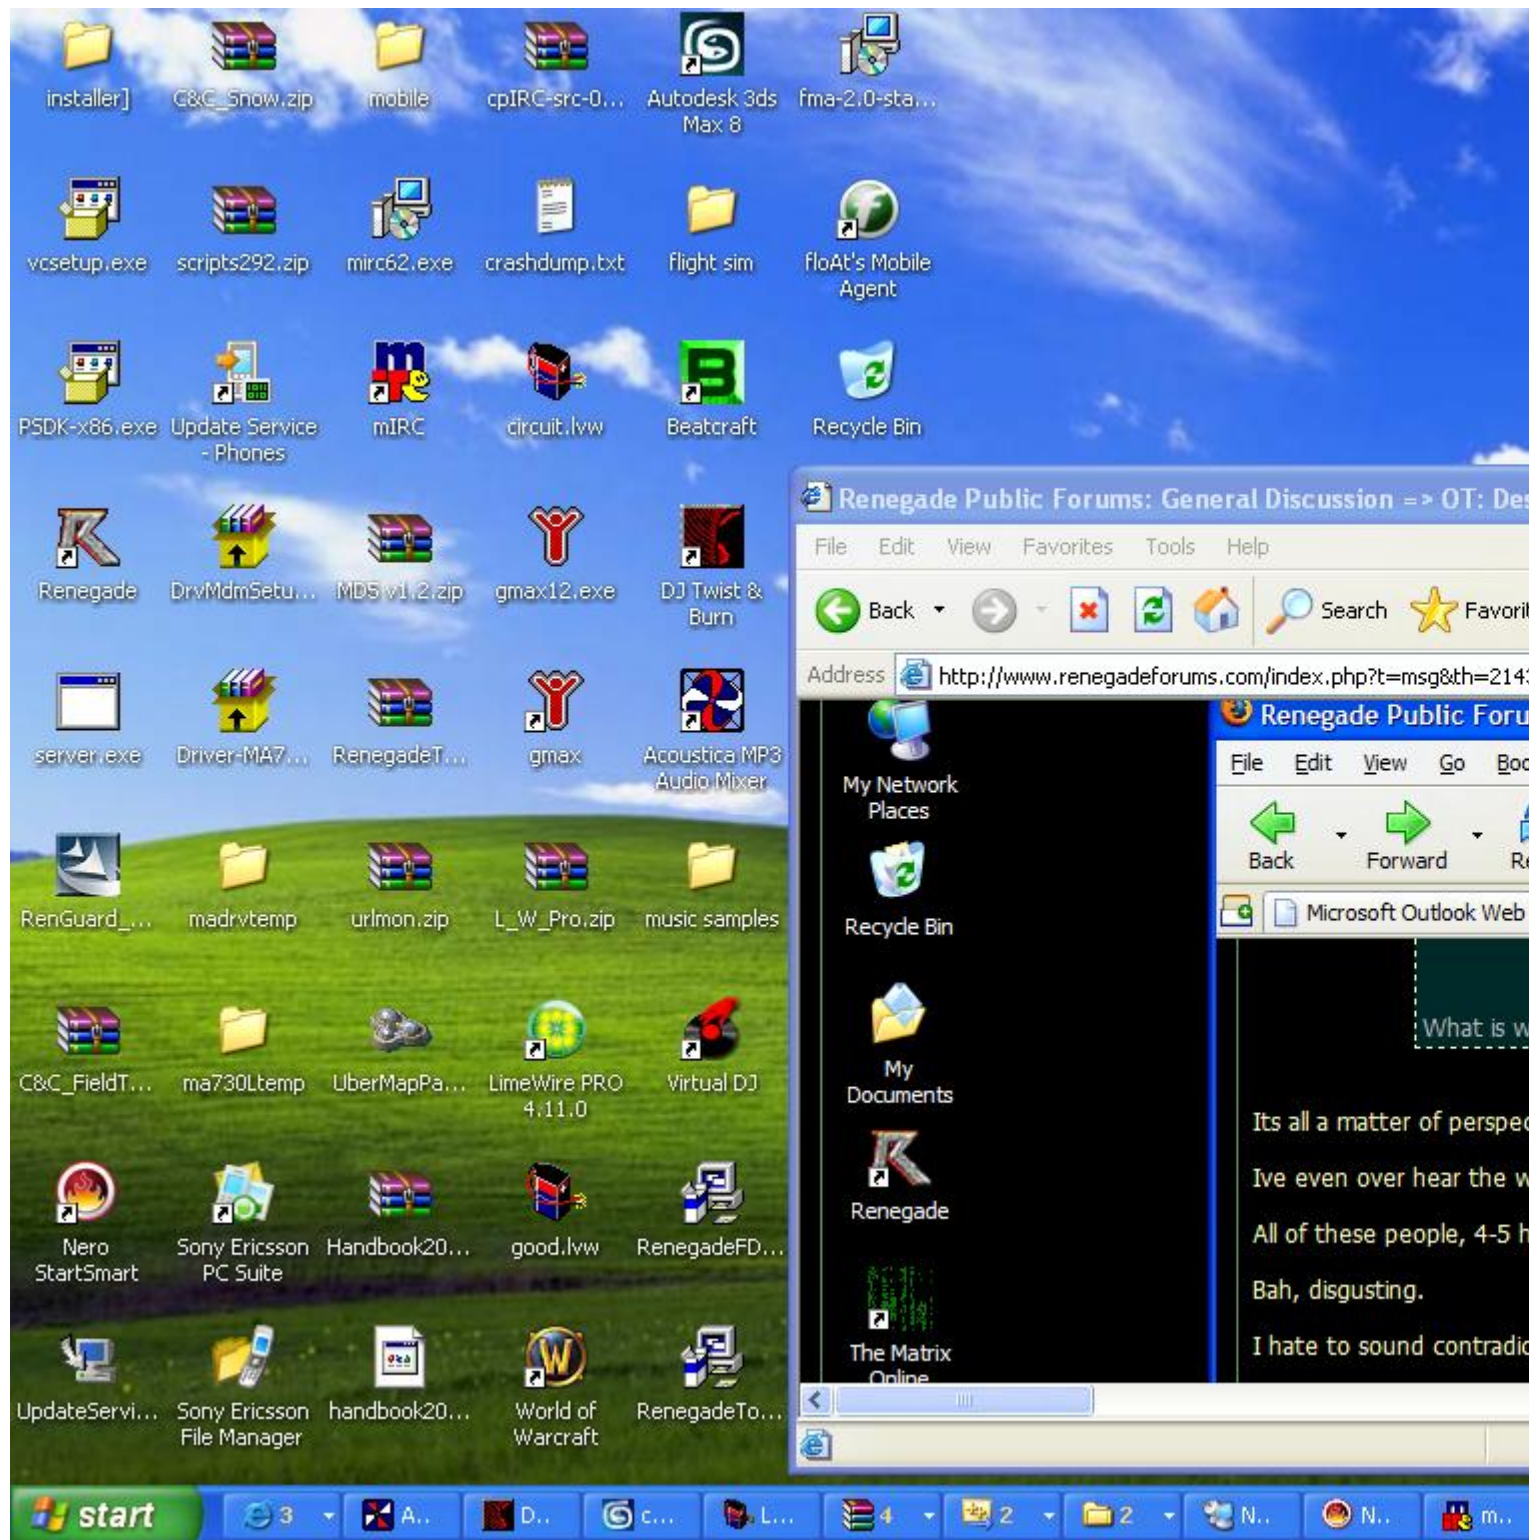 installer]
C&C_Snow.zip
mobile
cpIRC-src-0...
Autodesk 3ds
Max 8
fma-2.0-sta...
vcsetup.exe
scripts292.zip
mirc62.exe
crashdump.txt
flight sim
floAt's Mobile
Agent
PSDK-x86.exe
Update Service
- Phones
mIRC
circuit.lvw
Beatcraft
Recycle Bin
Renegade
DrvMdmSetu...
MD5 v1.2.zip
gmax12.exe
DJ Twist &
Burn
server.exe
Driver-MA7...
RenegadeT...
gmax
Acoustica MP3
Audio Mixer
RenGuard_...
madrvtemp
urlmon.zip
L_W_Pro.zip
music samples
C&C_FieldT...
ma730Ltemp
UberMapPa...
LimeWire PRO
4.11.0
Virtual DJ
Nero
StartSmart
Sony Ericsson
PC Suite
Handbook20...
good.lvw
RenegadeFD...
UpdateServi...
Sony Ericsson
File Manager
handbook20...
World of
Warcraft
RenegadeTo...
Renegade Public Forums: General Discussion => OT: Des
File Edit View Favorites Tools Help
Back Search Favorit
Address http://www.renegadeforums.com/index.php?t=msg&th=2143
My Network
Places
Recycle Bin
My
Documents
Renegade
The Matrix
Online
Renegade Public Foru
File Edit View Go Boo
Back Forward Re
Microsoft Outlook Web
What is w
Its all a matter of perspec
Ive even over hear the w
All of these people, 4-5 h
Bah, disgusting.
I hate to sound contradic
start 3 A.. D.. c... L... 4 2 2 N.. N.. m..